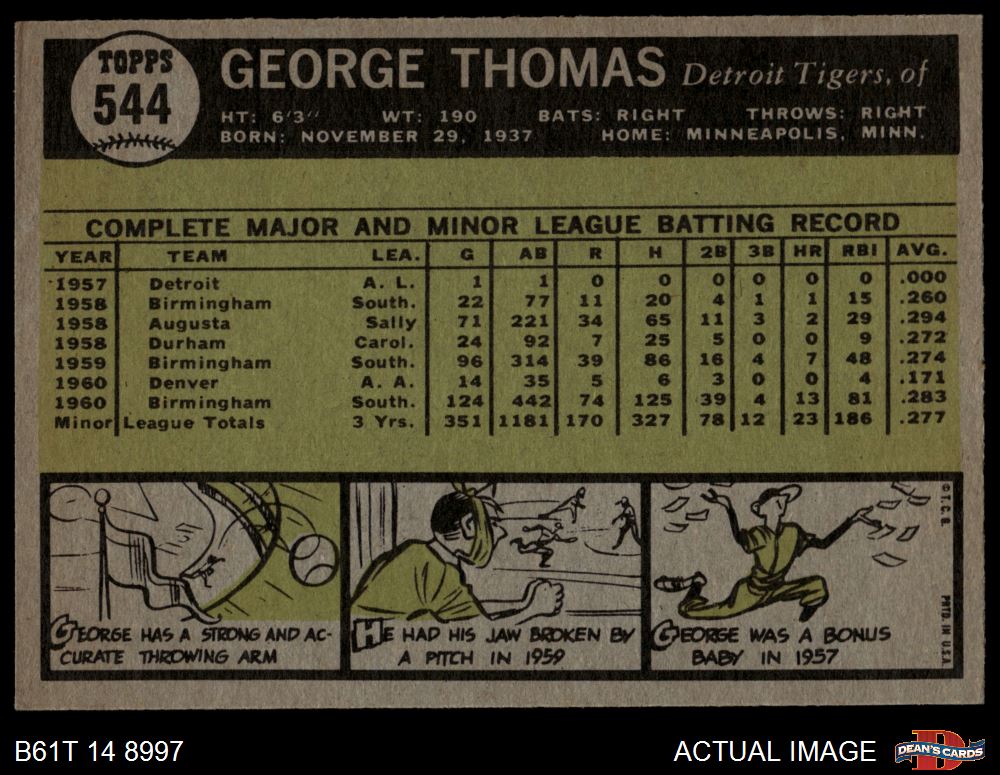 TOPPS
544
GEORGE THOMAS Detroit Tigers, of
HT: 6'3" WT: 190 BATS: RIGHT THROWS: RIGHT
BORN: NOVEMBER 29, 1937 HOME: MINNEAPOLIS, MINN.
COMPLETE MAJOR AND MINOR LEAGUE BATTING RECORD
YEAR TEAM LEA. G AB R H 2B 3B HR RBI AVG.
1957 Detroit A. L. 1 1 0 0 0 0 0 0 .000
1958 Birmingham South. 22 77 11 20 4 1 1 15 .260
1958 Augusta Sally 71 221 34 65 11 3 2 29 .294
1958 Durham Carol. 24 92 7 25 5 0 0 9 .272
1959 Birmingham South. 96 314 39 86 16 4 7 48 .274
1960 Denver A. A. 14 35 5 6 3 0 0 4 .171
1960 Birmingham South. 124 442 74 125 39 4 13 81 .283
Minor League Totals 3 Yrs. 351 1181 170 327 78 12 23 186 .277
GEORGE HAS A STRONG AND AC-
CURATE THROWING ARM
HE HAD HIS JAW BROKEN BY
A PITCH IN 1959
GEORGE WAS A BONUS
BABY IN 1957
© T.C.G.
PRTD. IN U.S.A.
B61T 14 8997
ACTUAL IMAGE
D
DEAN'S CARDS